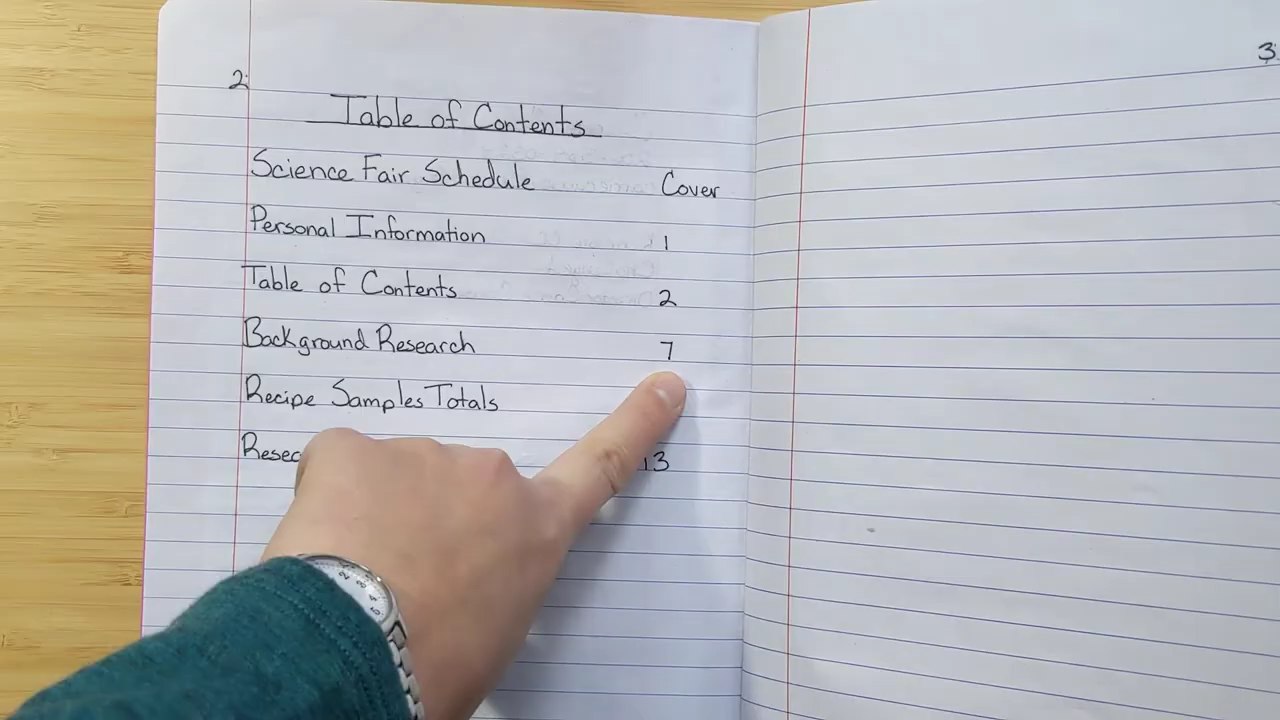 2
3
Table of Contents
Science Fair Schedule Cover
Personal Information 1
Table of Contents 2
Background Research 7
Recipe Samples Totals
13